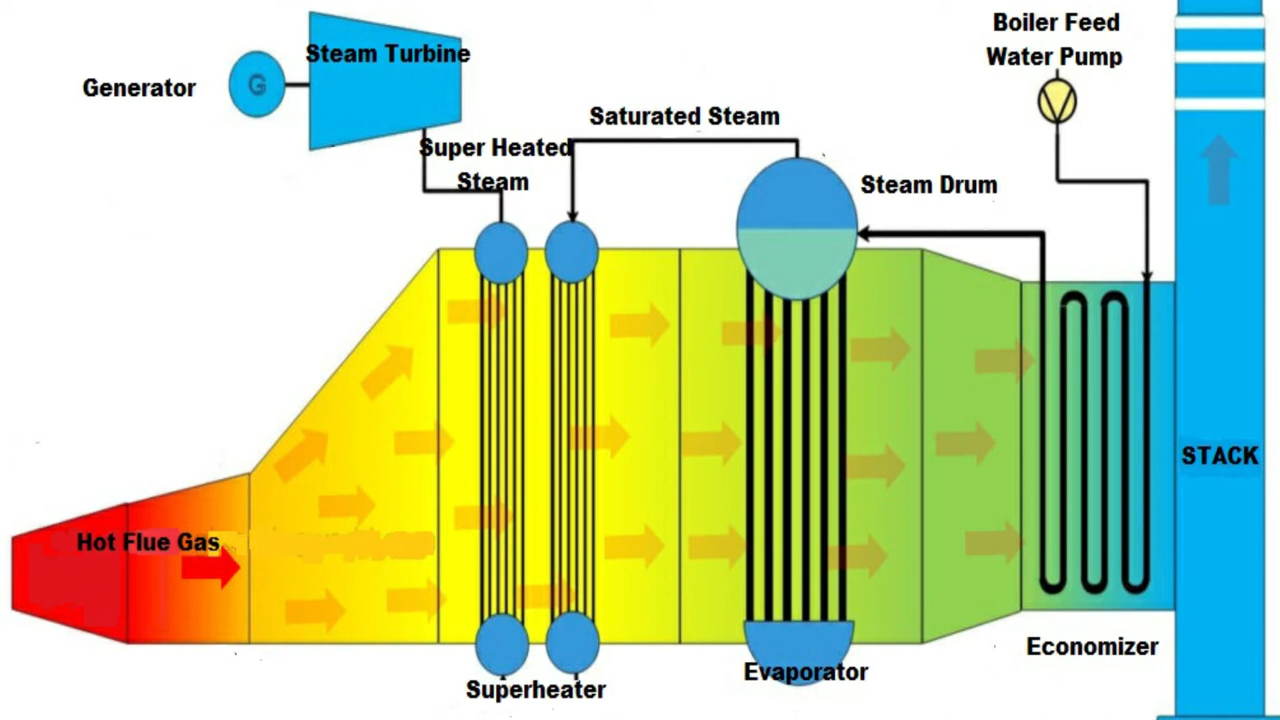 Boiler Feed
Water Pump
Steam Turbine
Generator
G
Saturated Steam
Super Heated
Steam
Steam Drum
STACK
Hot Flue Gas
Economizer
Evaporator
Superheater